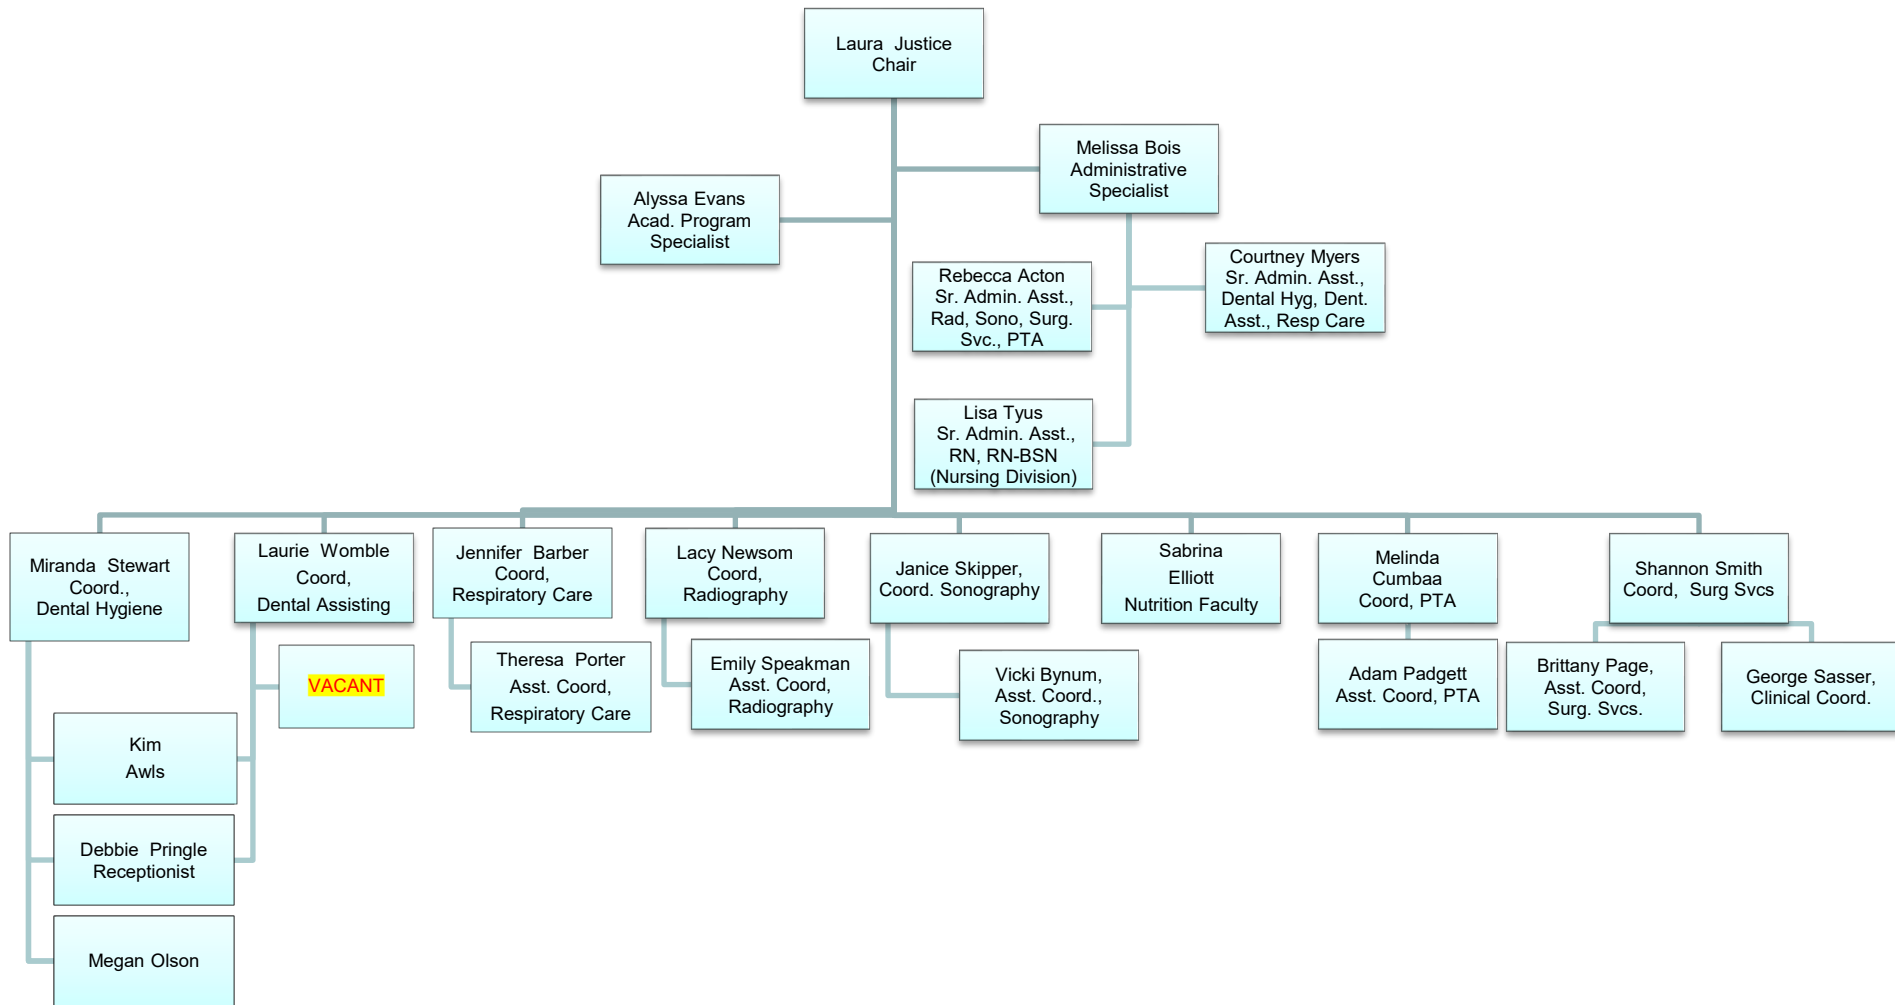 Laura Justice
Chair
Melissa Bois
Administrative
Specialist
Alyssa Evans
Acad. Program
Specialist
Rebecca Acton
Sr. Admin. Asst.,
Rad, Sono, Surg.
Svc., PTA
Courtney Myers
Sr. Admin. Asst.,
Dental Hyg, Dent.
Asst., Resp Care
Lisa Tyus
Sr. Admin. Asst.,
RN, RN-BSN
(Nursing Division)
Miranda Stewart
Coord.,
Dental Hygiene
Laurie Womble
Coord,
Dental Assisting
Jennifer Barber
Coord,
Respiratory Care
Lacy Newsom
Coord,
Radiography
Janice Skipper,
Coord. Sonography
Sabrina
Elliott
Nutrition Faculty
Melinda
Cumbaa
Coord, PTA
Shannon Smith
Coord, Surg Svcs
VACANT
Theresa Porter
Asst. Coord,
Respiratory Care
Emily Speakman
Asst. Coord,
Radiography
Vicki Bynum,
Asst. Coord.,
Sonography
Adam Padgett
Asst. Coord, PTA
Brittany Page,
Asst. Coord,
Surg. Svcs.
George Sasser,
Clinical Coord.
Kim
Awls
Debbie Pringle
Receptionist
Megan Olson